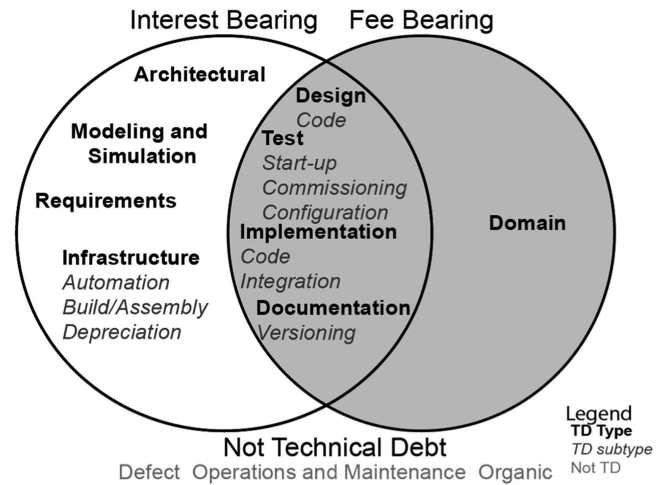 Interest Bearing
Fee Bearing
Architectural
Modeling and
Simulation
Requirements
Infrastructure
Automation
Build/Assembly
Depreciation
Design
Code
Test
Start-up
Commissioning
Configuration
Implementation
Code
Integration
Documentation
Versioning
Domain
Not Technical Debt
Defect Operations and Maintenance Organic
Legend
TD Type
TD subtype
Not TD